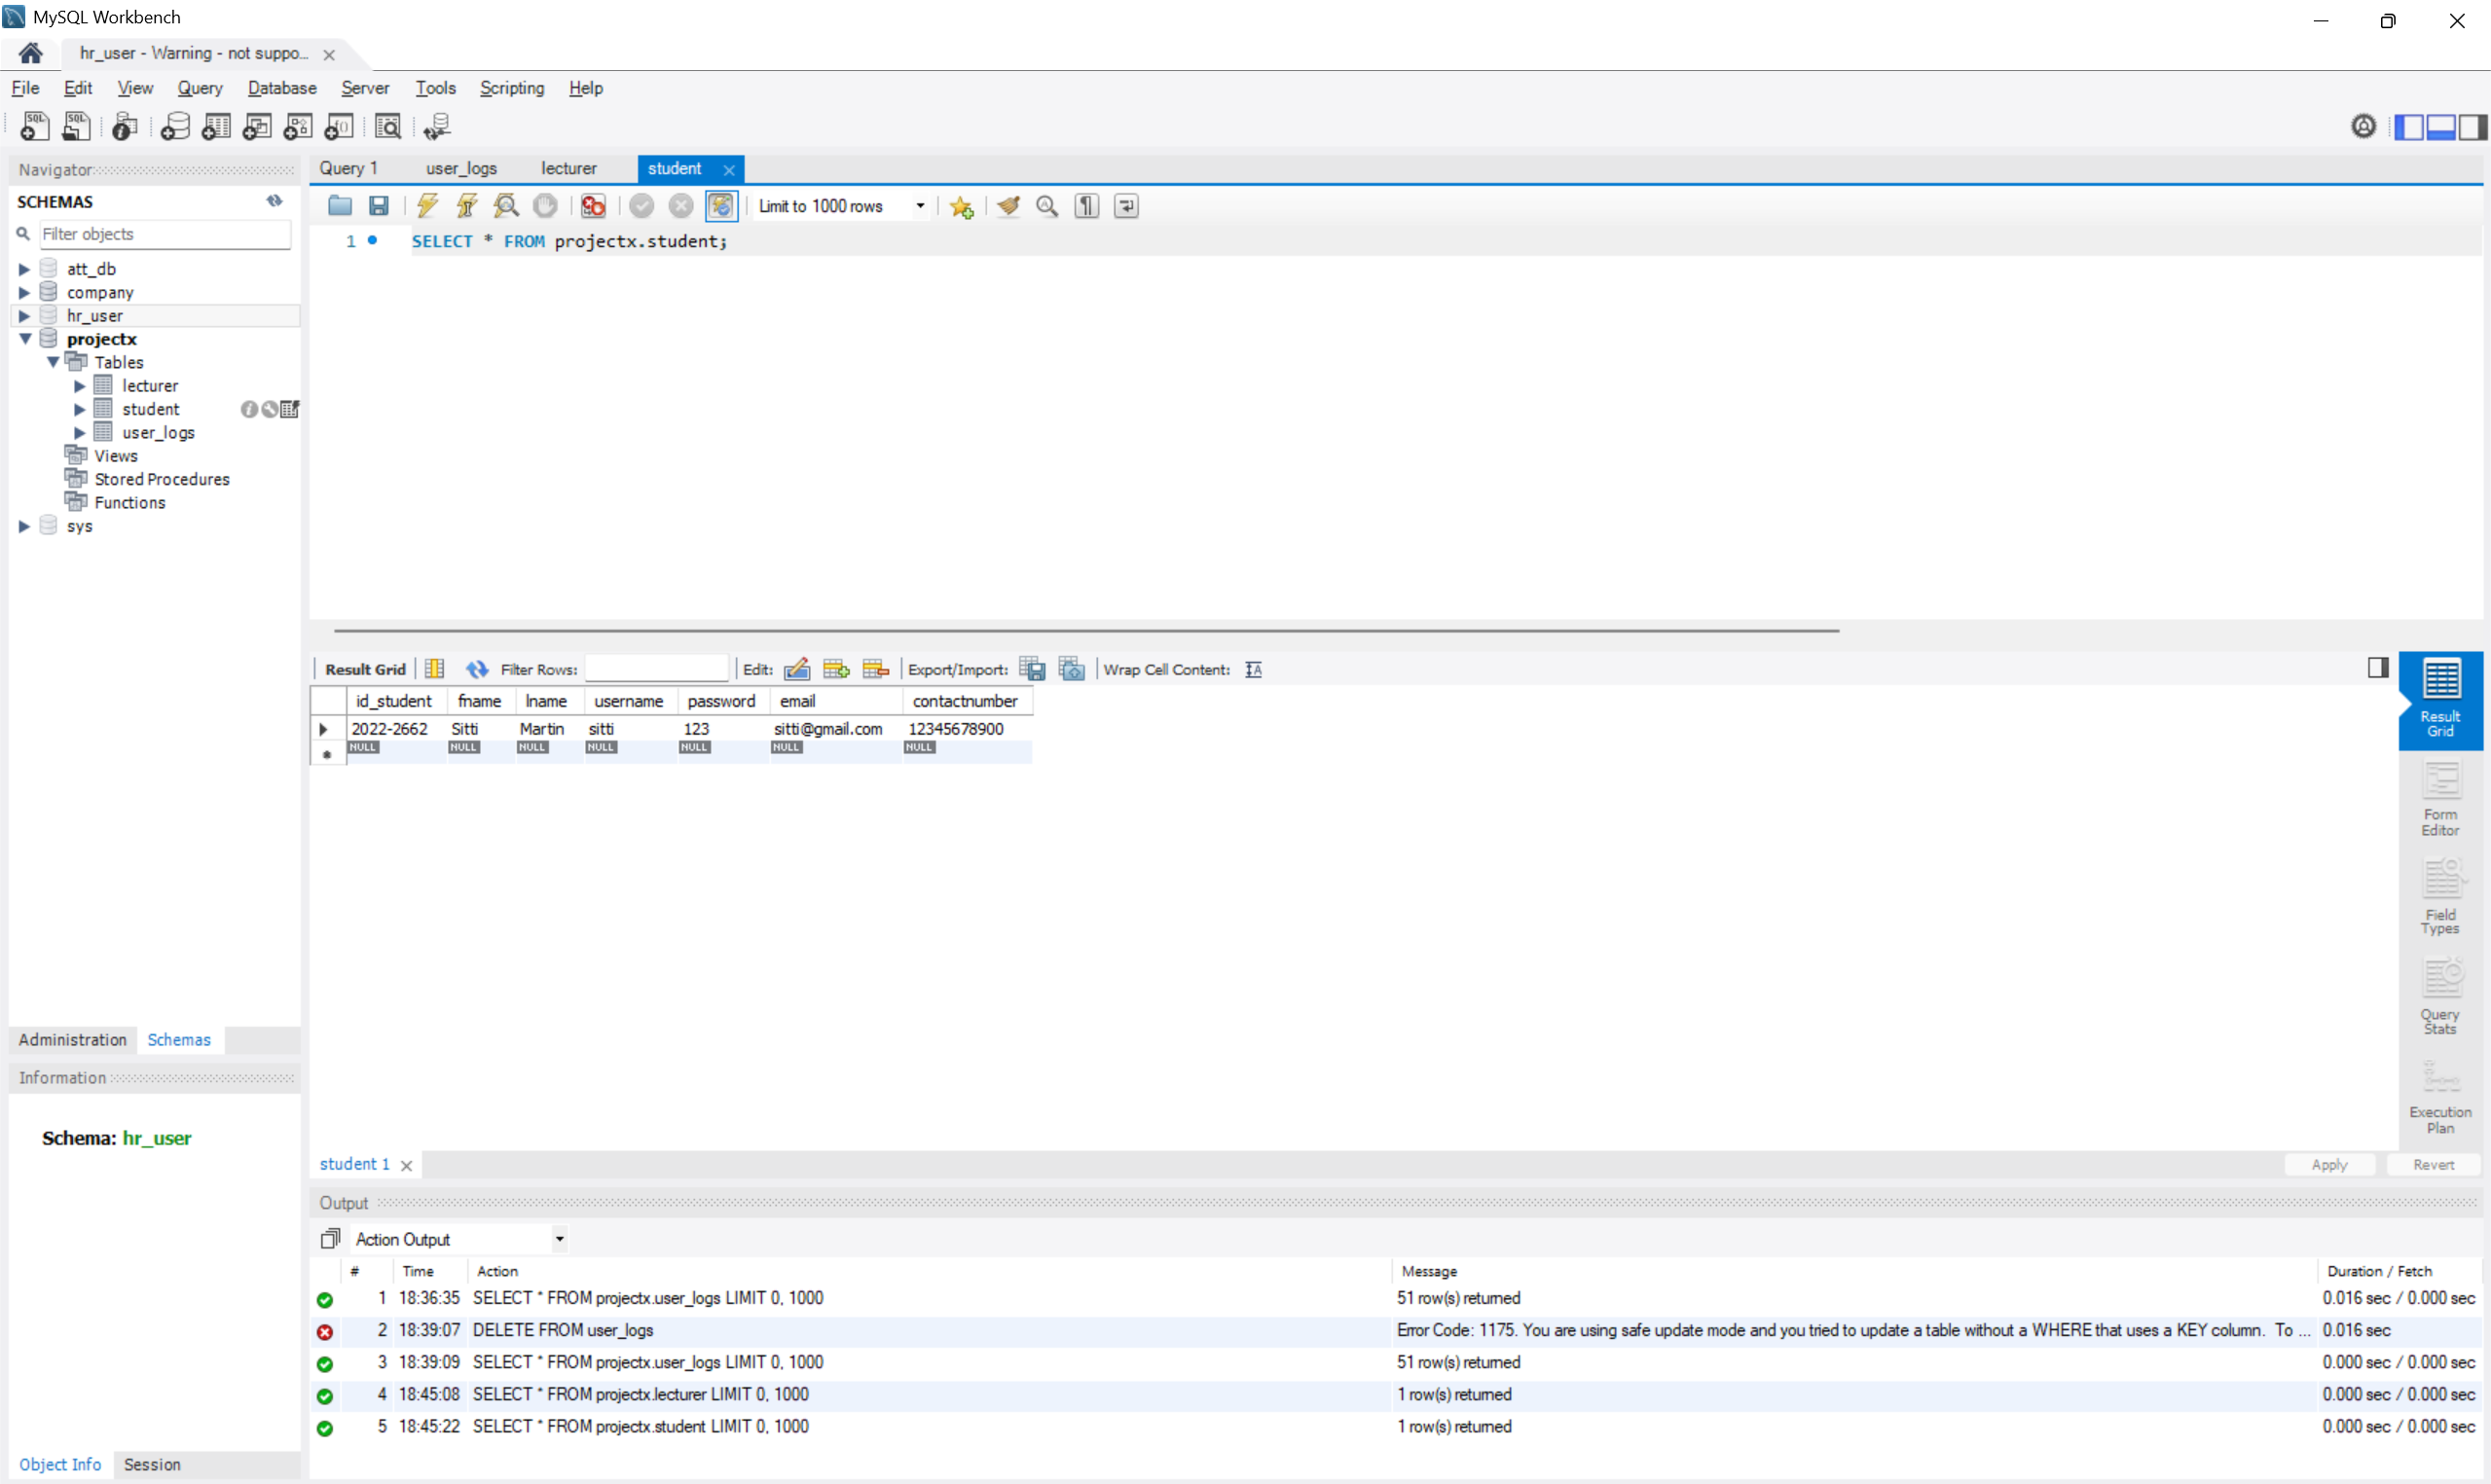 MySQL Workbench
hr_user - Warning - not suppo...
File Edit View Query Database Server Tools Scripting Help
Navigator
SCHEMAS
Filter objects
att_db
company
hr_user
projectx
Tables
lecturer
student
user_logs
Views
Stored Procedures
Functions
sys
Administration Schemas
Information
Schema: hr_user
Object Info Session
Query 1 user_logs lecturer student
Limit to 1000 rows
1 SELECT * FROM projectx.student;
Result Grid Filter Rows: Edit: Export/Import: Wrap Cell Content:
id_student fname lname username password email contactnumber
2022-2662 Sitti Martin sitti 123 sitti@gmail.com 12345678900
NULL NULL NULL NULL NULL NULL NULL
Result
Grid
Form
Editor
Field
Types
Query
Stats
Execution
Plan
student 1
Apply Revert
Output
Action Output
# Time Action Message Duration / Fetch
1 18:36:35 SELECT * FROM projectx.user_logs LIMIT 0, 1000 51 row(s) returned 0.016 sec / 0.000 sec
2 18:39:07 DELETE FROM user_logs Error Code: 1175. You are using safe update mode and you tried to update a table without a WHERE that uses a KEY column.  To ... 0.016 sec
3 18:39:09 SELECT * FROM projectx.user_logs LIMIT 0, 1000 51 row(s) returned 0.000 sec / 0.000 sec
4 18:45:08 SELECT * FROM projectx.lecturer LIMIT 0, 1000 1 row(s) returned 0.000 sec / 0.000 sec
5 18:45:22 SELECT * FROM projectx.student LIMIT 0, 1000 1 row(s) returned 0.000 sec / 0.000 sec